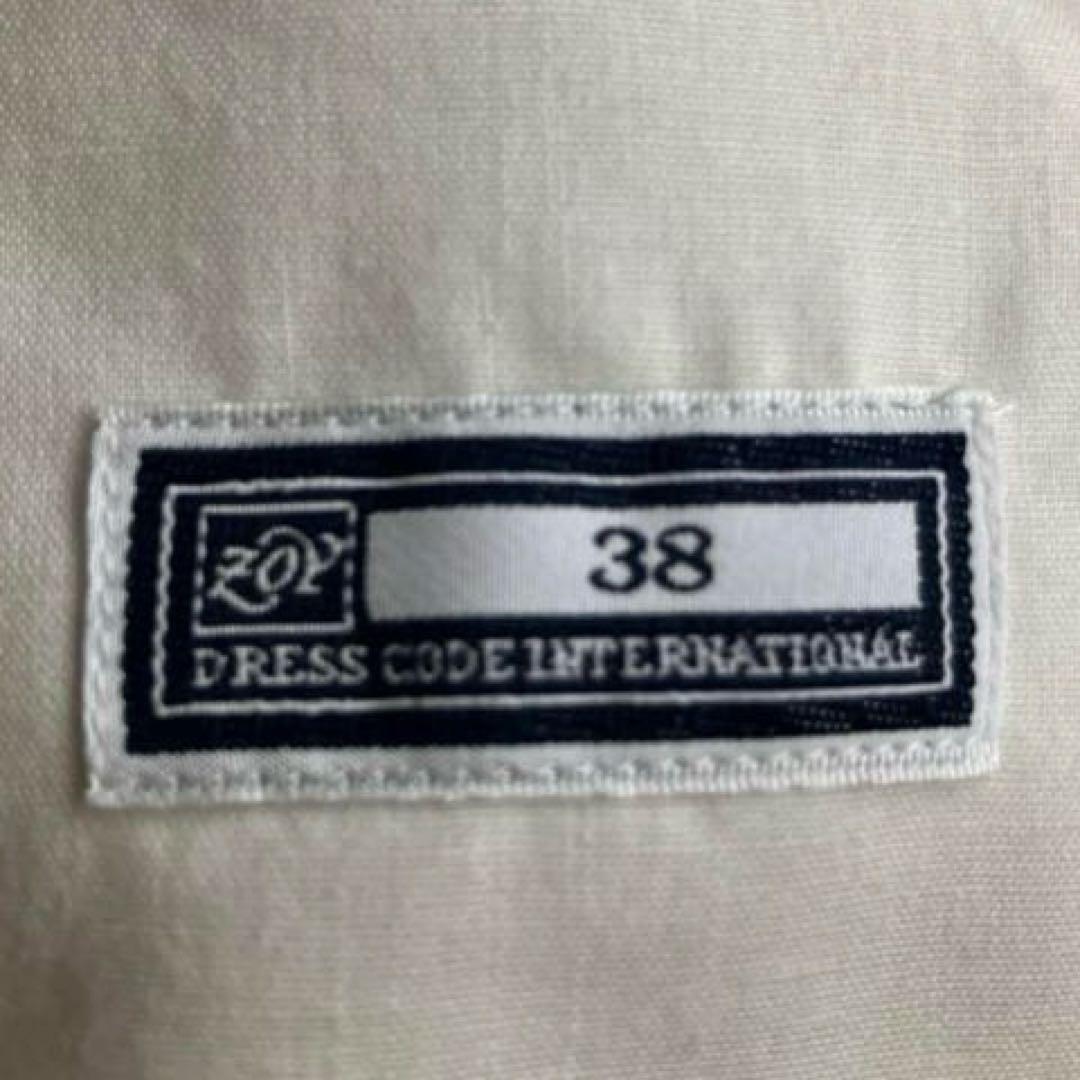 ZOY
38
DRESS CODE INTERNATIONAL